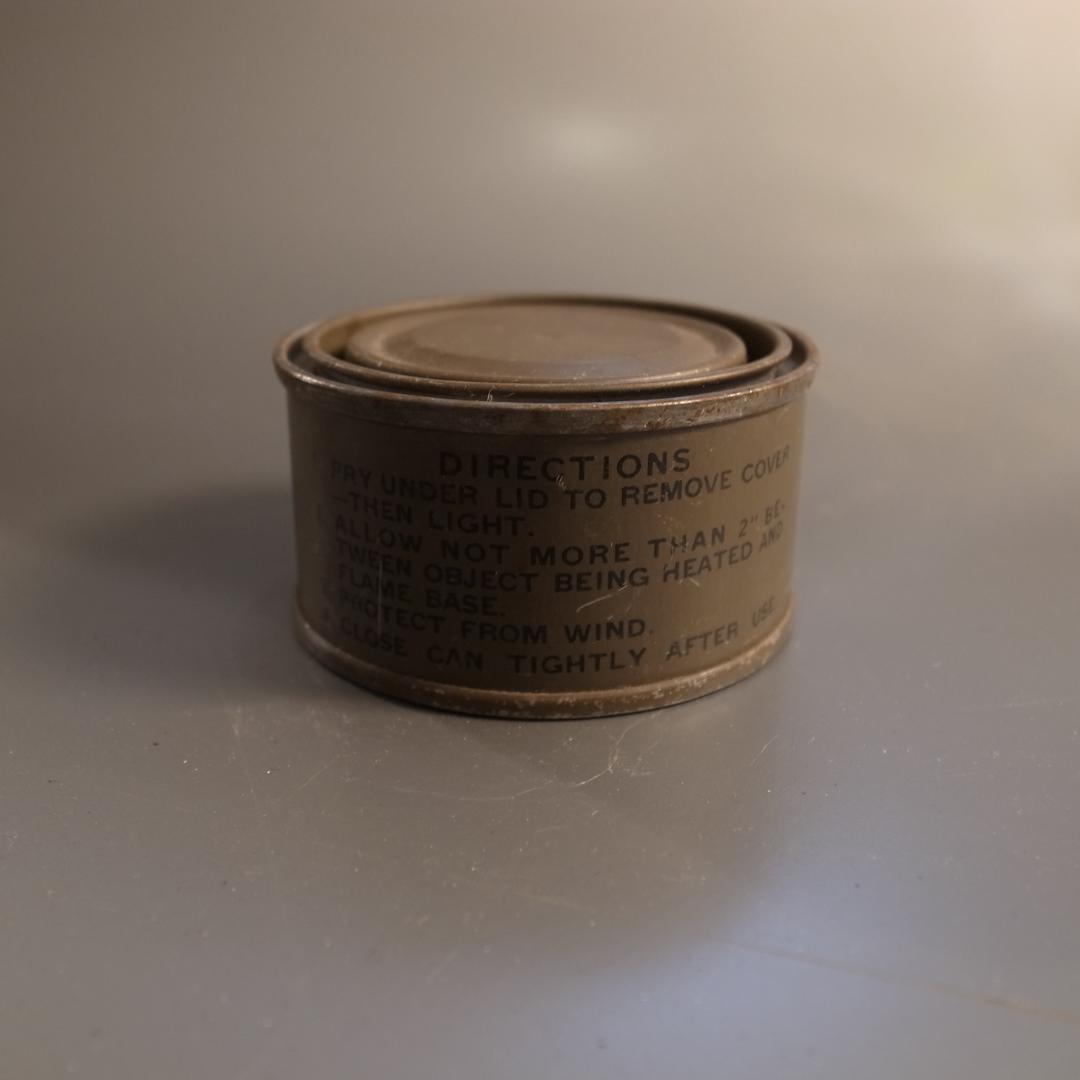 DIRECTIONS
PRY UNDER LID TO REMOVE COVER
—THEN LIGHT.
ALLOW NOT MORE THAN 2" BE-
TWEEN OBJECT BEING HEATED AND
FLAME BASE.
PROTECT FROM WIND.
CLOSE CAN TIGHTLY AFTER USE